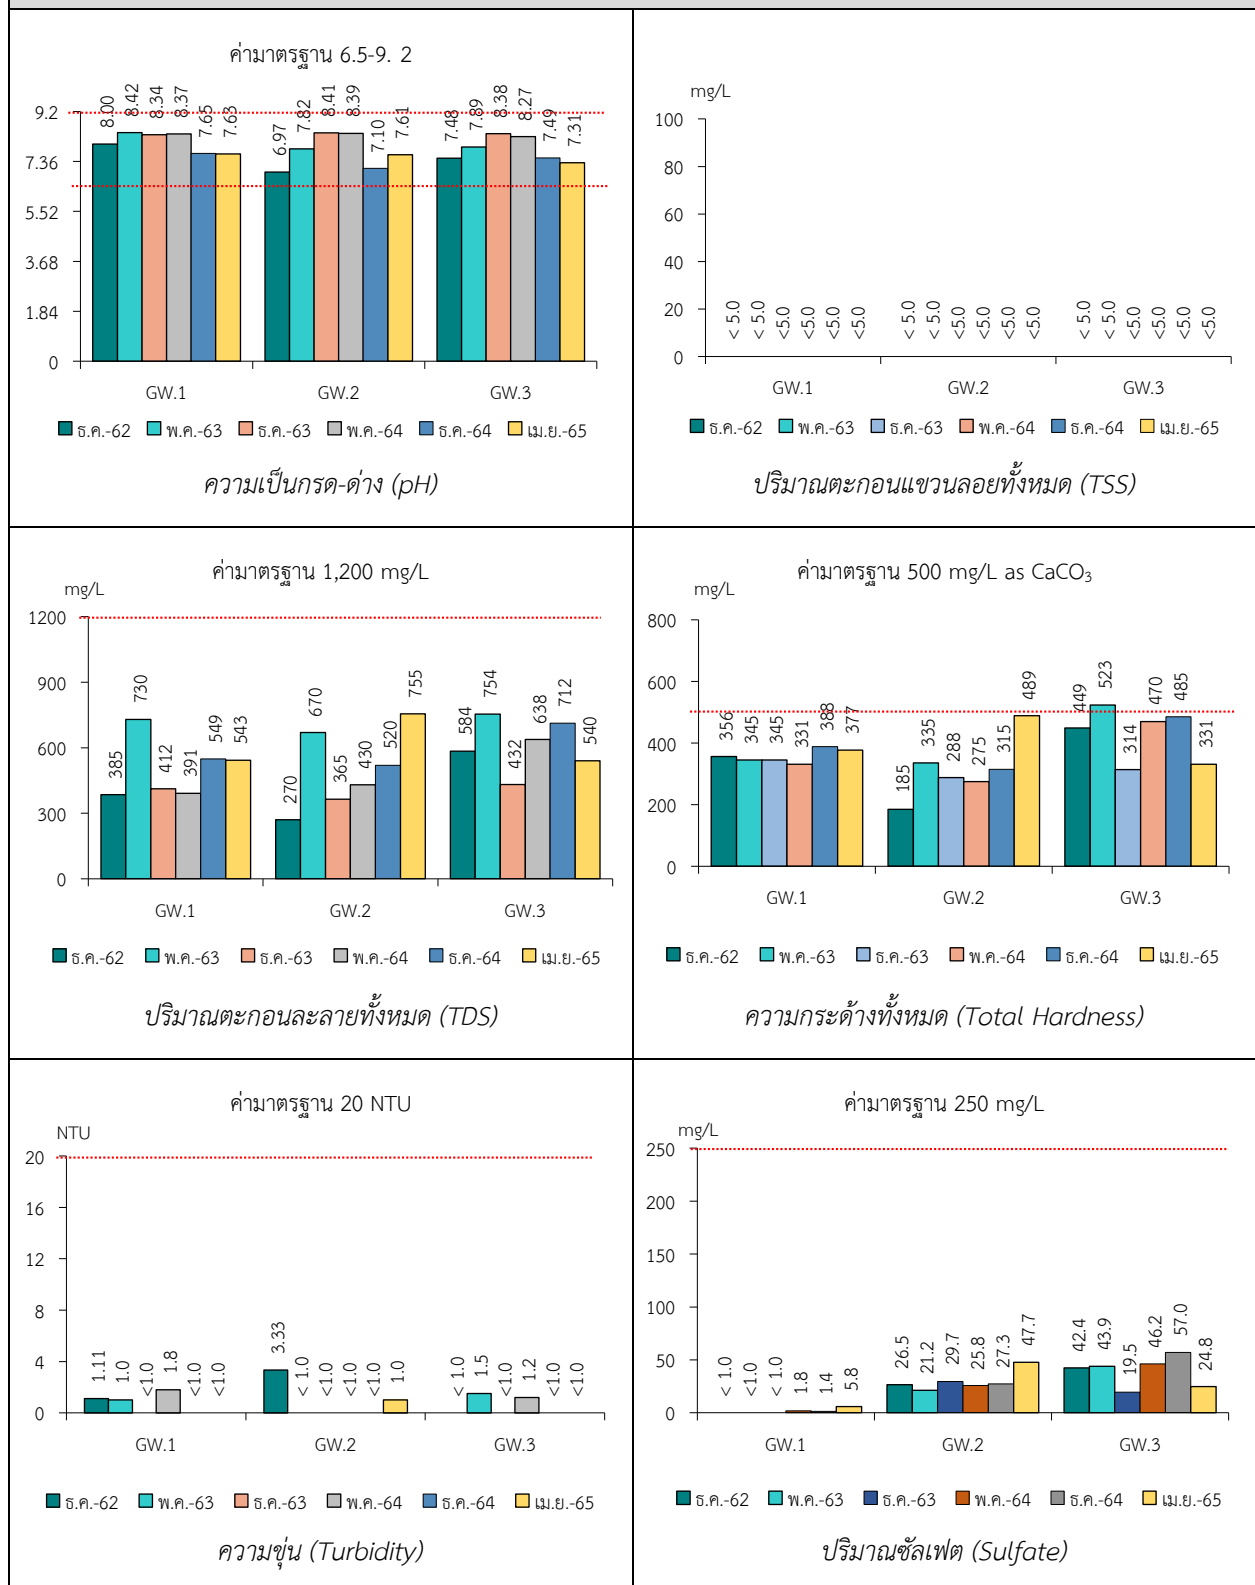 ค่ามาตรฐาน 6.5-9. 2
9.2
7.36
5.52
3.68
1.84
0
8.00 8.42 8.34 8.37 7.65 7.63
6.97 7.82 8.41 8.39 7.10 7.61
7.48 7.89 8.38 8.27 7.49 7.31
GW.1 GW.2 GW.3
ธ.ค.-62 พ.ค.-63 ธ.ค.-63 พ.ค.-64 ธ.ค.-64 เม.ย.-65
ความเป็นกรด-ด่าง (pH)
mg/L
100
80
60
40
20
0
< 5.0 < 5.0 <5.0 <5.0 <5.0 <5.0
< 5.0 < 5.0 <5.0 <5.0 <5.0 <5.0
< 5.0 < 5.0 <5.0 <5.0 <5.0 <5.0
GW.1 GW.2 GW.3
ธ.ค.-62 พ.ค.-63 ธ.ค.-63 พ.ค.-64 ธ.ค.-64 เม.ย.-65
ปริมาณตะกอนแขวนลอยทั้งหมด (TSS)
ค่ามาตรฐาน 1,200 mg/L
mg/L
1200
900
600
300
0
385 730 412 391 549 543
270 670 365 430 520 755
584 754 432 638 712 540
GW.1 GW.2 GW.3
ธ.ค.-62 พ.ค.-63 ธ.ค.-63 พ.ค.-64 ธ.ค.-64 เม.ย.-65
ปริมาณตะกอนละลายทั้งหมด (TDS)
ค่ามาตรฐาน 500 mg/L as CaCO₃
mg/L
800
600
400
200
0
356 345 345 331 388 377
185 335 288 275 315 489
449 523 314 470 485 331
GW.1 GW.2 GW.3
ธ.ค.-62 พ.ค.-63 ธ.ค.-63 พ.ค.-64 ธ.ค.-64 เม.ย.-65
ความกระด้างทั้งหมด (Total Hardness)
ค่ามาตรฐาน 20 NTU
NTU
20
16
12
8
4
0
1.11 1.0 <1.0 1.8 <1.0 <1.0
3.33 < 1.0 <1.0 <1.0 <1.0 1.0
< 1.0 1.5 <1.0 1.2 <1.0 <1.0
GW.1 GW.2 GW.3
ธ.ค.-62 พ.ค.-63 ธ.ค.-63 พ.ค.-64 ธ.ค.-64 เม.ย.-65
ความขุ่น (Turbidity)
ค่ามาตรฐาน 250 mg/L
mg/L
250
200
150
100
50
0
< 1.0 < 1.0 < 1.0 1.8 1.4 5.8
26.5 21.2 29.7 25.8 27.3 47.7
42.4 43.9 19.5 46.2 57.0 24.8
GW.1 GW.2 GW.3
ธ.ค.-62 พ.ค.-63 ธ.ค.-63 พ.ค.-64 ธ.ค.-64 เม.ย.-65
ปริมาณซัลเฟต (Sulfate)